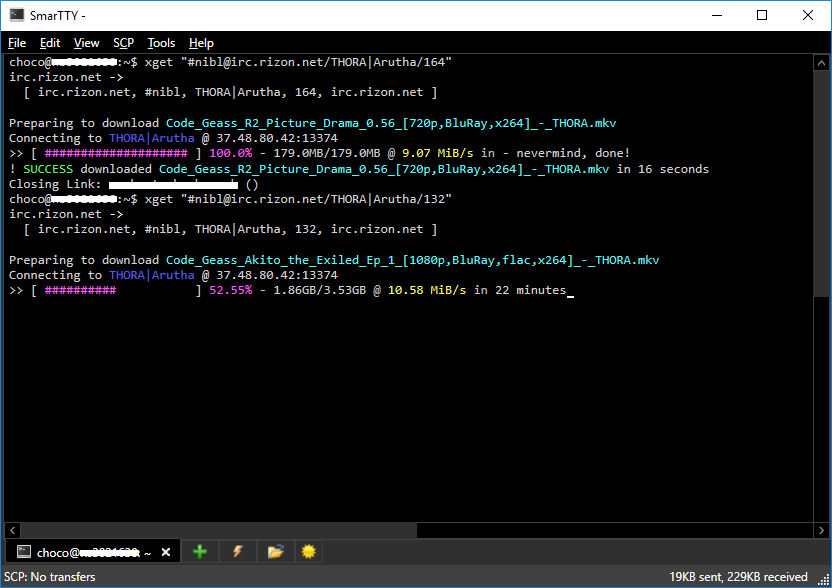 SmarTTY -
File Edit View SCP Tools Help
choco@ :~$ xget "#nibl@irc.rizon.net/THORA|Arutha/164"
irc.rizon.net ->
[ irc.rizon.net, #nibl, THORA|Arutha, 164, irc.rizon.net ]
Preparing to download Code_Geass_R2_Picture_Drama_0.56_[720p,BluRay,x264]_-_THORA.mkv
Connecting to THORA|Arutha @ 37.48.80.42:13374
>> [ #################### ] 100.0% - 179.0MB/179.0MB @ 9.07 MiB/s in - nevermind, done!
! SUCCESS downloaded Code_Geass_R2_Picture_Drama_0.56_[720p,BluRay,x264]_-_THORA.mkv in 16 seconds
Closing Link: ()
choco@ :~$ xget "#nibl@irc.rizon.net/THORA|Arutha/132"
irc.rizon.net ->
[ irc.rizon.net, #nibl, THORA|Arutha, 132, irc.rizon.net ]
Preparing to download Code_Geass_Akito_the_Exiled_Ep_1_[1080p,BluRay,flac,x264]_-_THORA.mkv
Connecting to THORA|Arutha @ 37.48.80.42:13374
>> [ ########## ] 52.55% - 1.86GB/3.53GB @ 10.58 MiB/s in 22 minutes_
choco@ : ~
SCP: No transfers 19KB sent, 229KB received